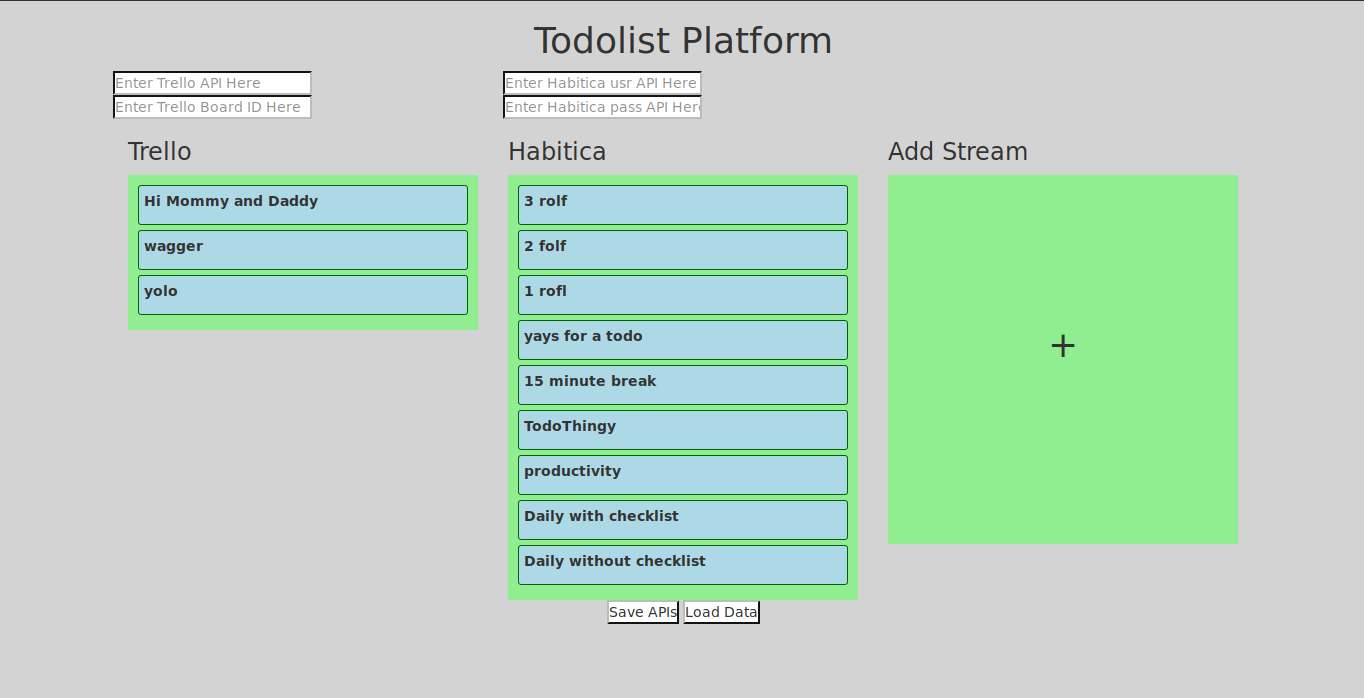 Todolist Platform
Enter Trello API Here
Enter Trello Board ID Here
Enter Habitica usr API Here
Enter Habitica pass API Her
Trello
Hi Mommy and Daddy
wagger
yolo
Habitica
3 rolf
2 folf
1 rofl
yays for a todo
15 minute break
TodoThingy
productivity
Daily with checklist
Daily without checklist
Add Stream
+
Save APIs
Load Data